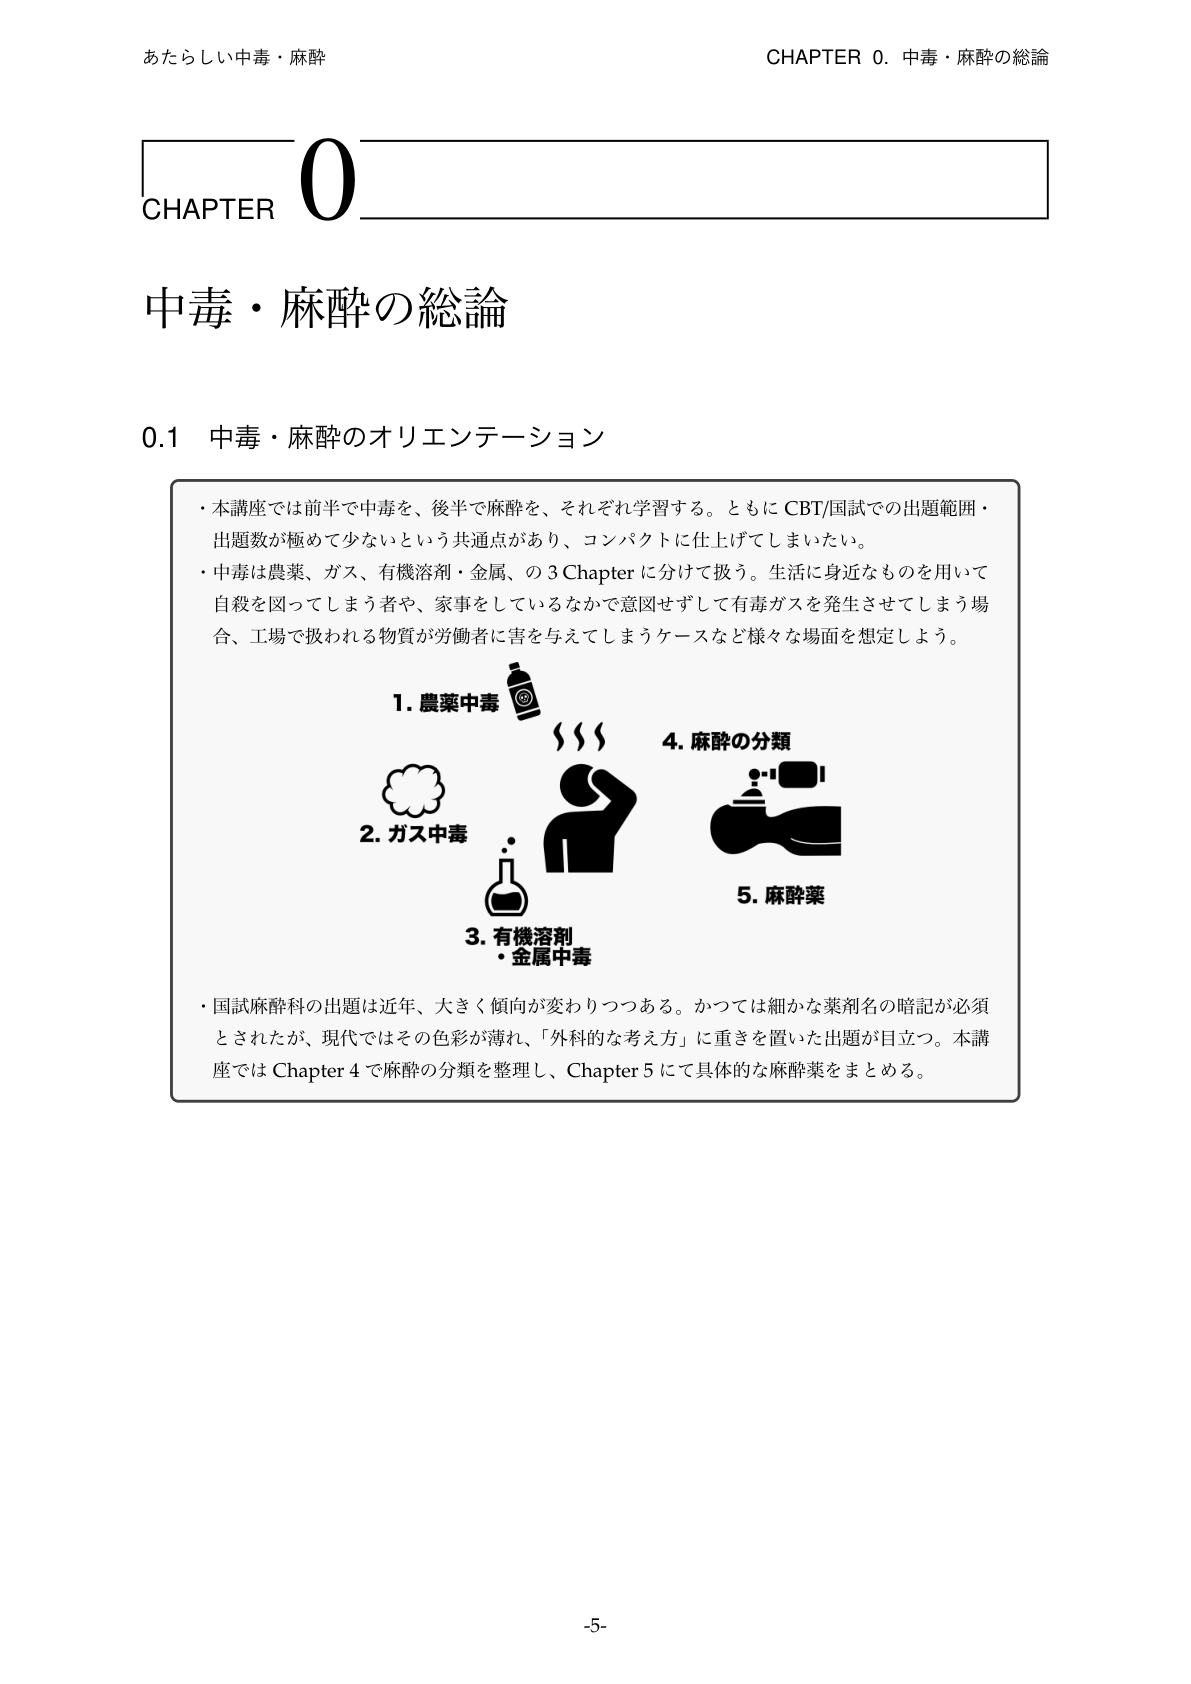 あたらしい中毒・麻酔
CHAPTER 0. 中毒・麻酔の総論
CHAPTER 0
中毒・麻酔の総論
0.1 中毒・麻酔のオリエンテーション
・本講座では前半で中毒を、後半で麻酔を、それぞれ学習する。ともに CBT/国試での出題範囲・
出題数が極めて少ないという共通点があり、コンパクトに仕上げてしまいたい。
・中毒は農薬、ガス、有機溶剤・金属、の 3 Chapter に分けて扱う。生活に身近なものを用いて
自殺を図ってしまう者や、家事をしているなかで意図せずして有毒ガスを発生させてしまう場
合、工場で扱われる物質が労働者に害を与えてしまうケースなど様々な場面を想定しよう。
1. 農薬中毒
4. 麻酔の分類
2. ガス中毒
5. 麻酔薬
3. 有機溶剤
・金属中毒
・国試麻酔科の出題は近年、大きく傾向が変わりつつある。かつては細かな薬剤名の暗記が必須
とされたが、現代ではその色彩が薄れ、「外科的な考え方」に重きを置いた出題が目立つ。本講
座では Chapter 4 で麻酔の分類を整理し、Chapter 5 にて具体的な麻酔薬をまとめる。
-5-